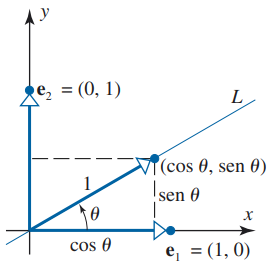 y
e₂ = (0, 1)
L
(cos θ, sen θ)
1
sen θ
θ
x
cos θ
e₁ = (1, 0)